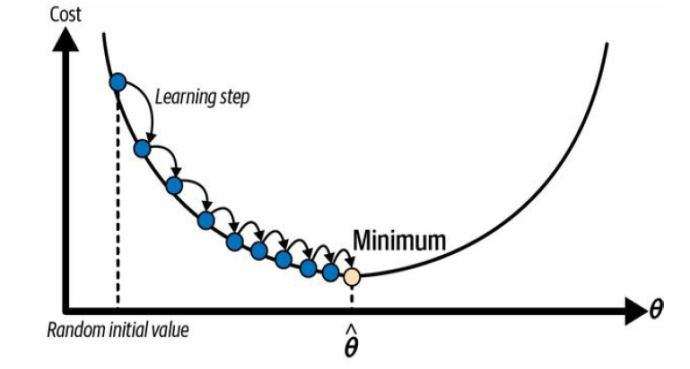 Cost
Learning step
Minimum
θ
Random initial value
θ̂